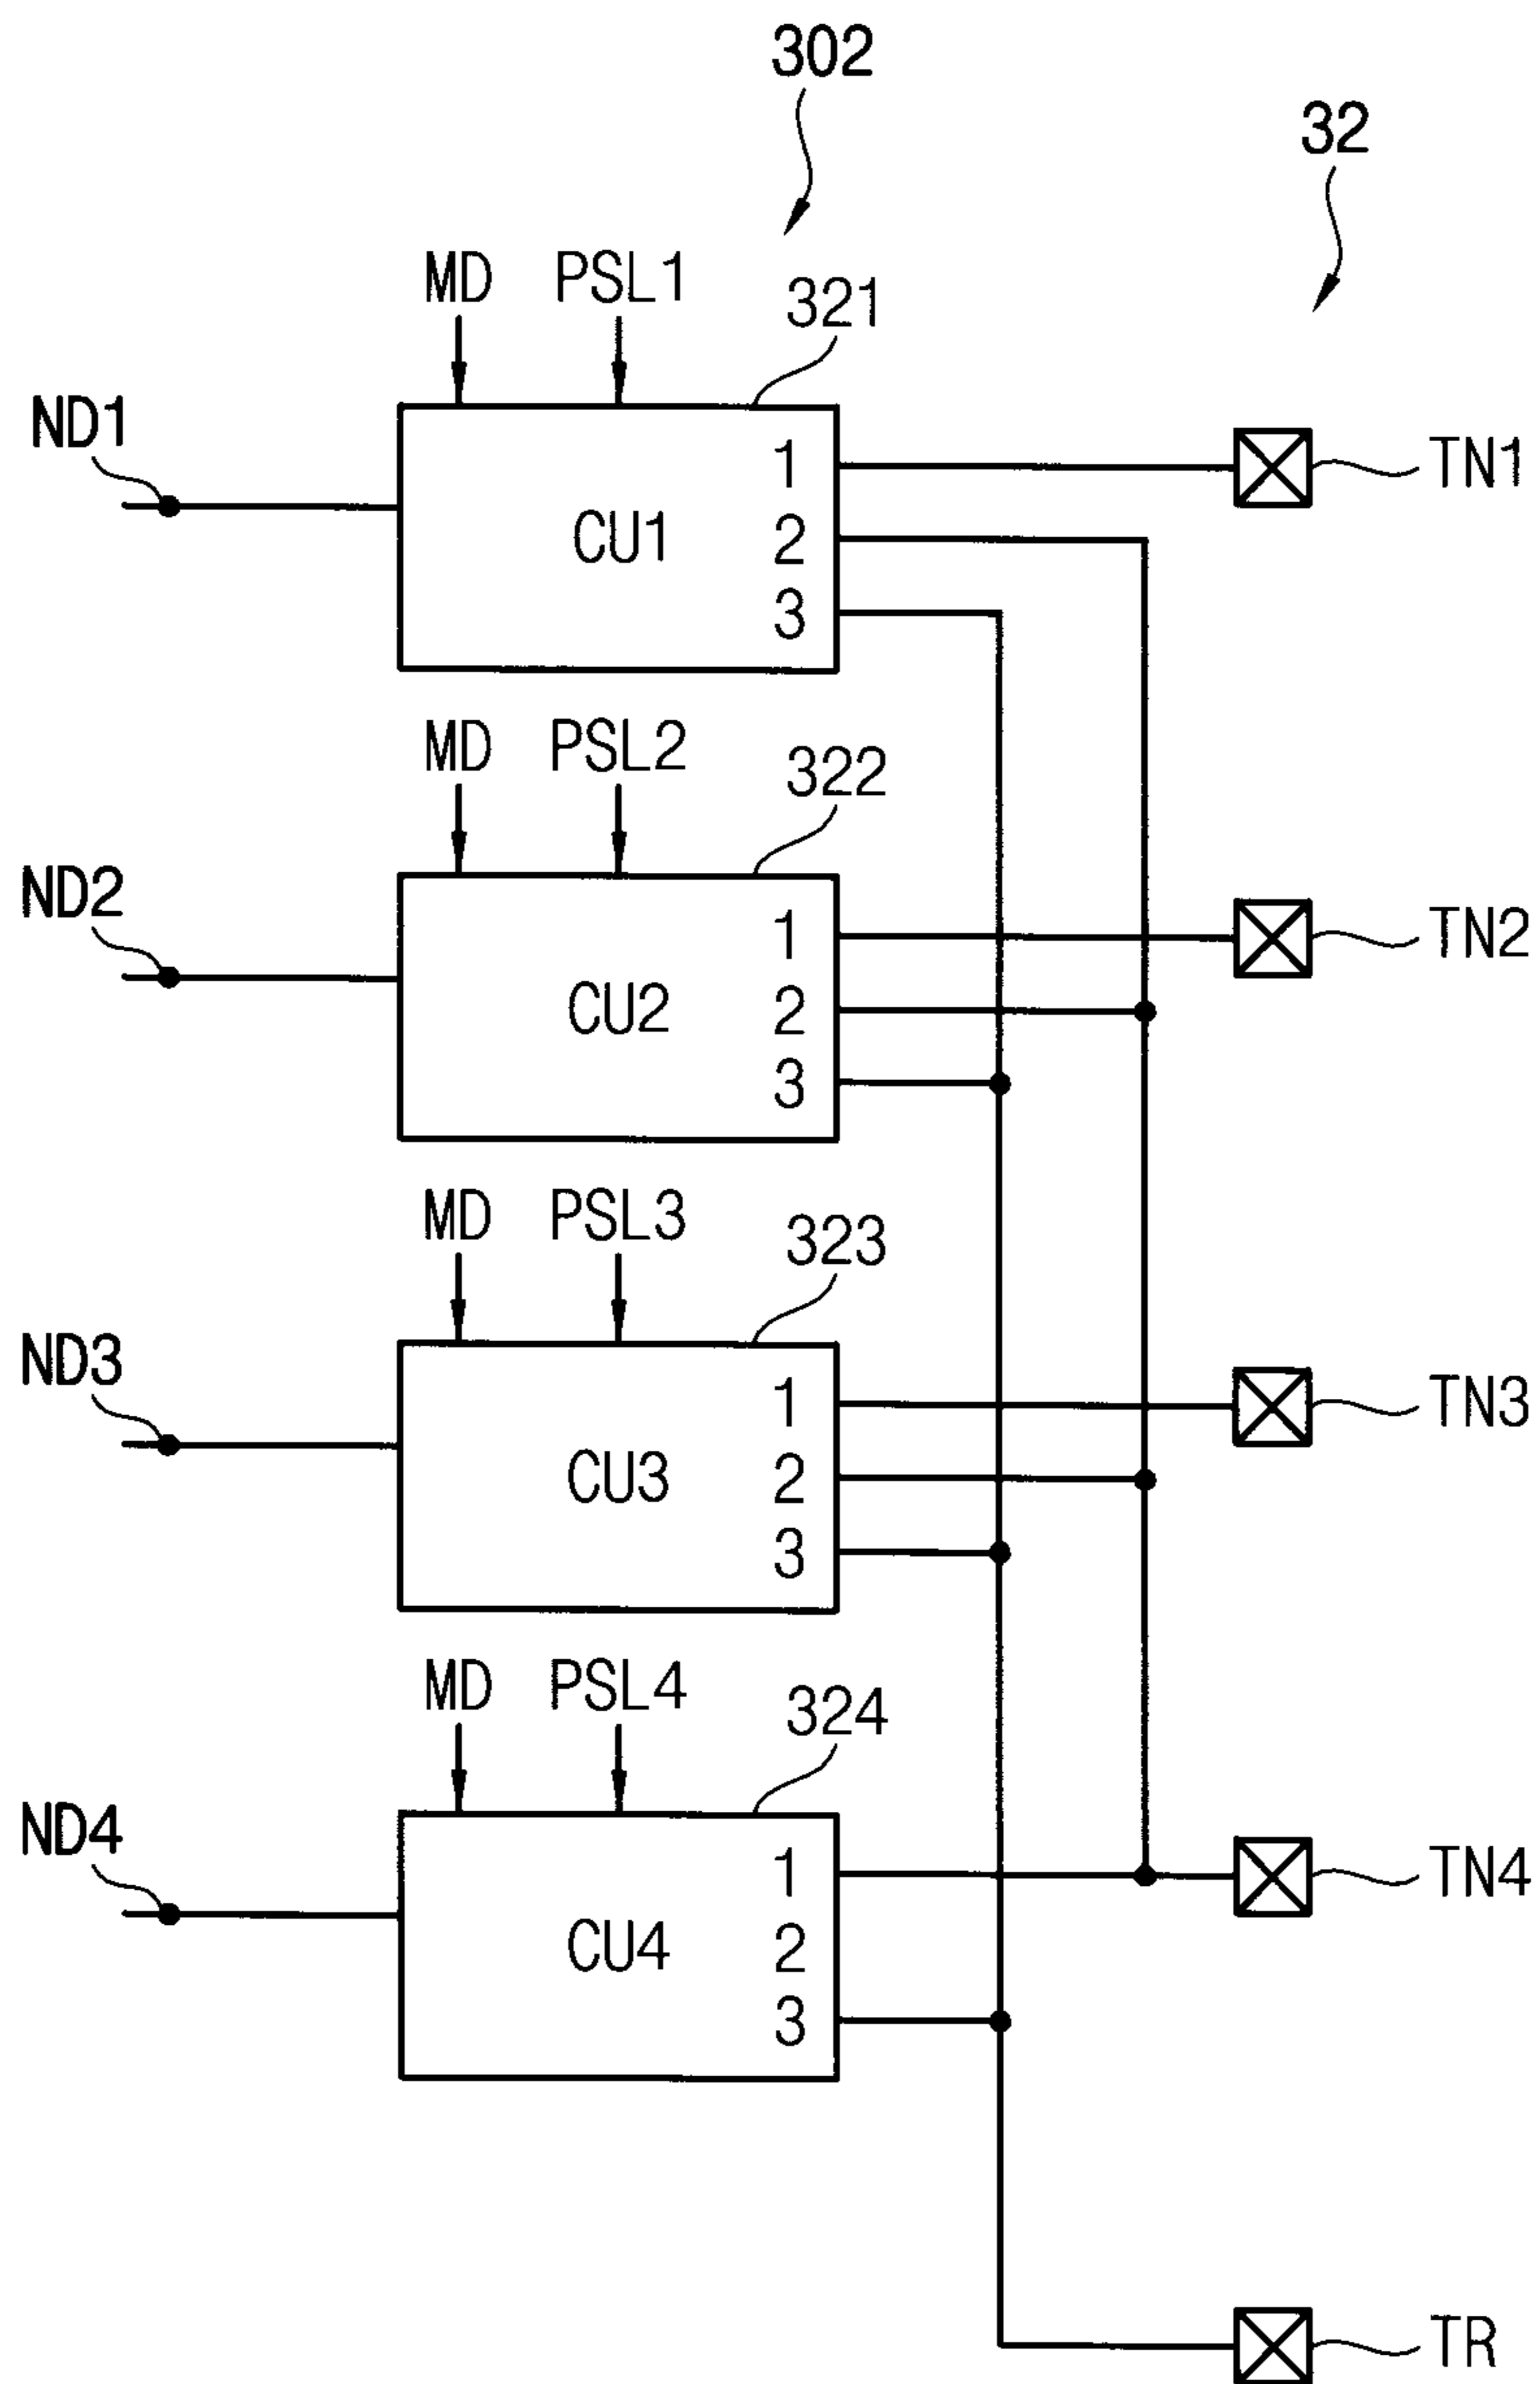 302
32
MD PSL1
321
ND1
1
TN1
CU1
2
3
MD PSL2
322
ND2
1
TN2
CU2
2
3
MD PSL3
323
ND3
1
TN3
CU3
2
3
MD PSL4
324
ND4
1
TN4
CU4
2
3
TR